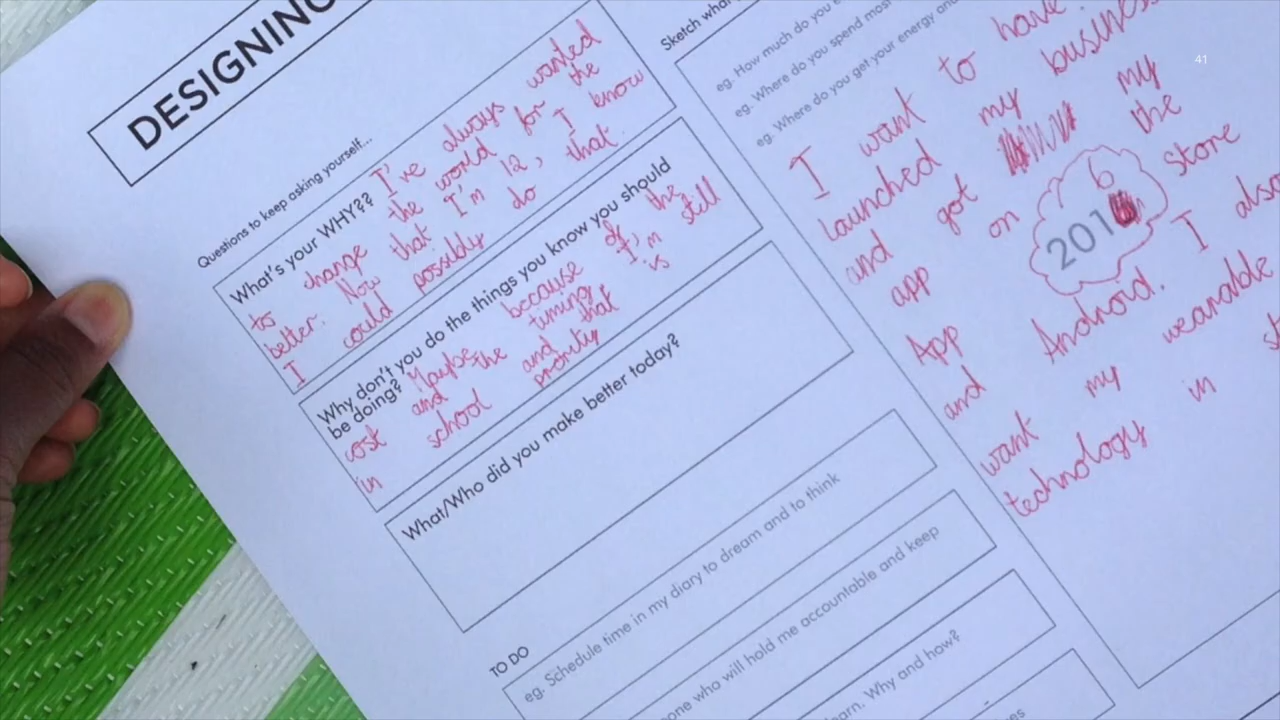 DESIGNING
Questions to keep asking yourself...
What's your WHY?? I've always wanted
to change the world for the
better. Now that I'm 12, I know
I could possibly do that.
Why don't you do the things you know you should
be doing? Maybe because of the
cost and the timing I'm still
in school and that is
priority
What/Who did you make better today?
TO DO
eg. Schedule time in my diary to dream and to think
one who will hold me accountable and keep
earn. Why and how?
Sketch what
eg. How much do you
eg. Where do you spend most
eg. Where do you get your energy and
I want to have
launched my business
and got my
app on the
App Store
and Android. I also
want my wearable
technology in
2016
41